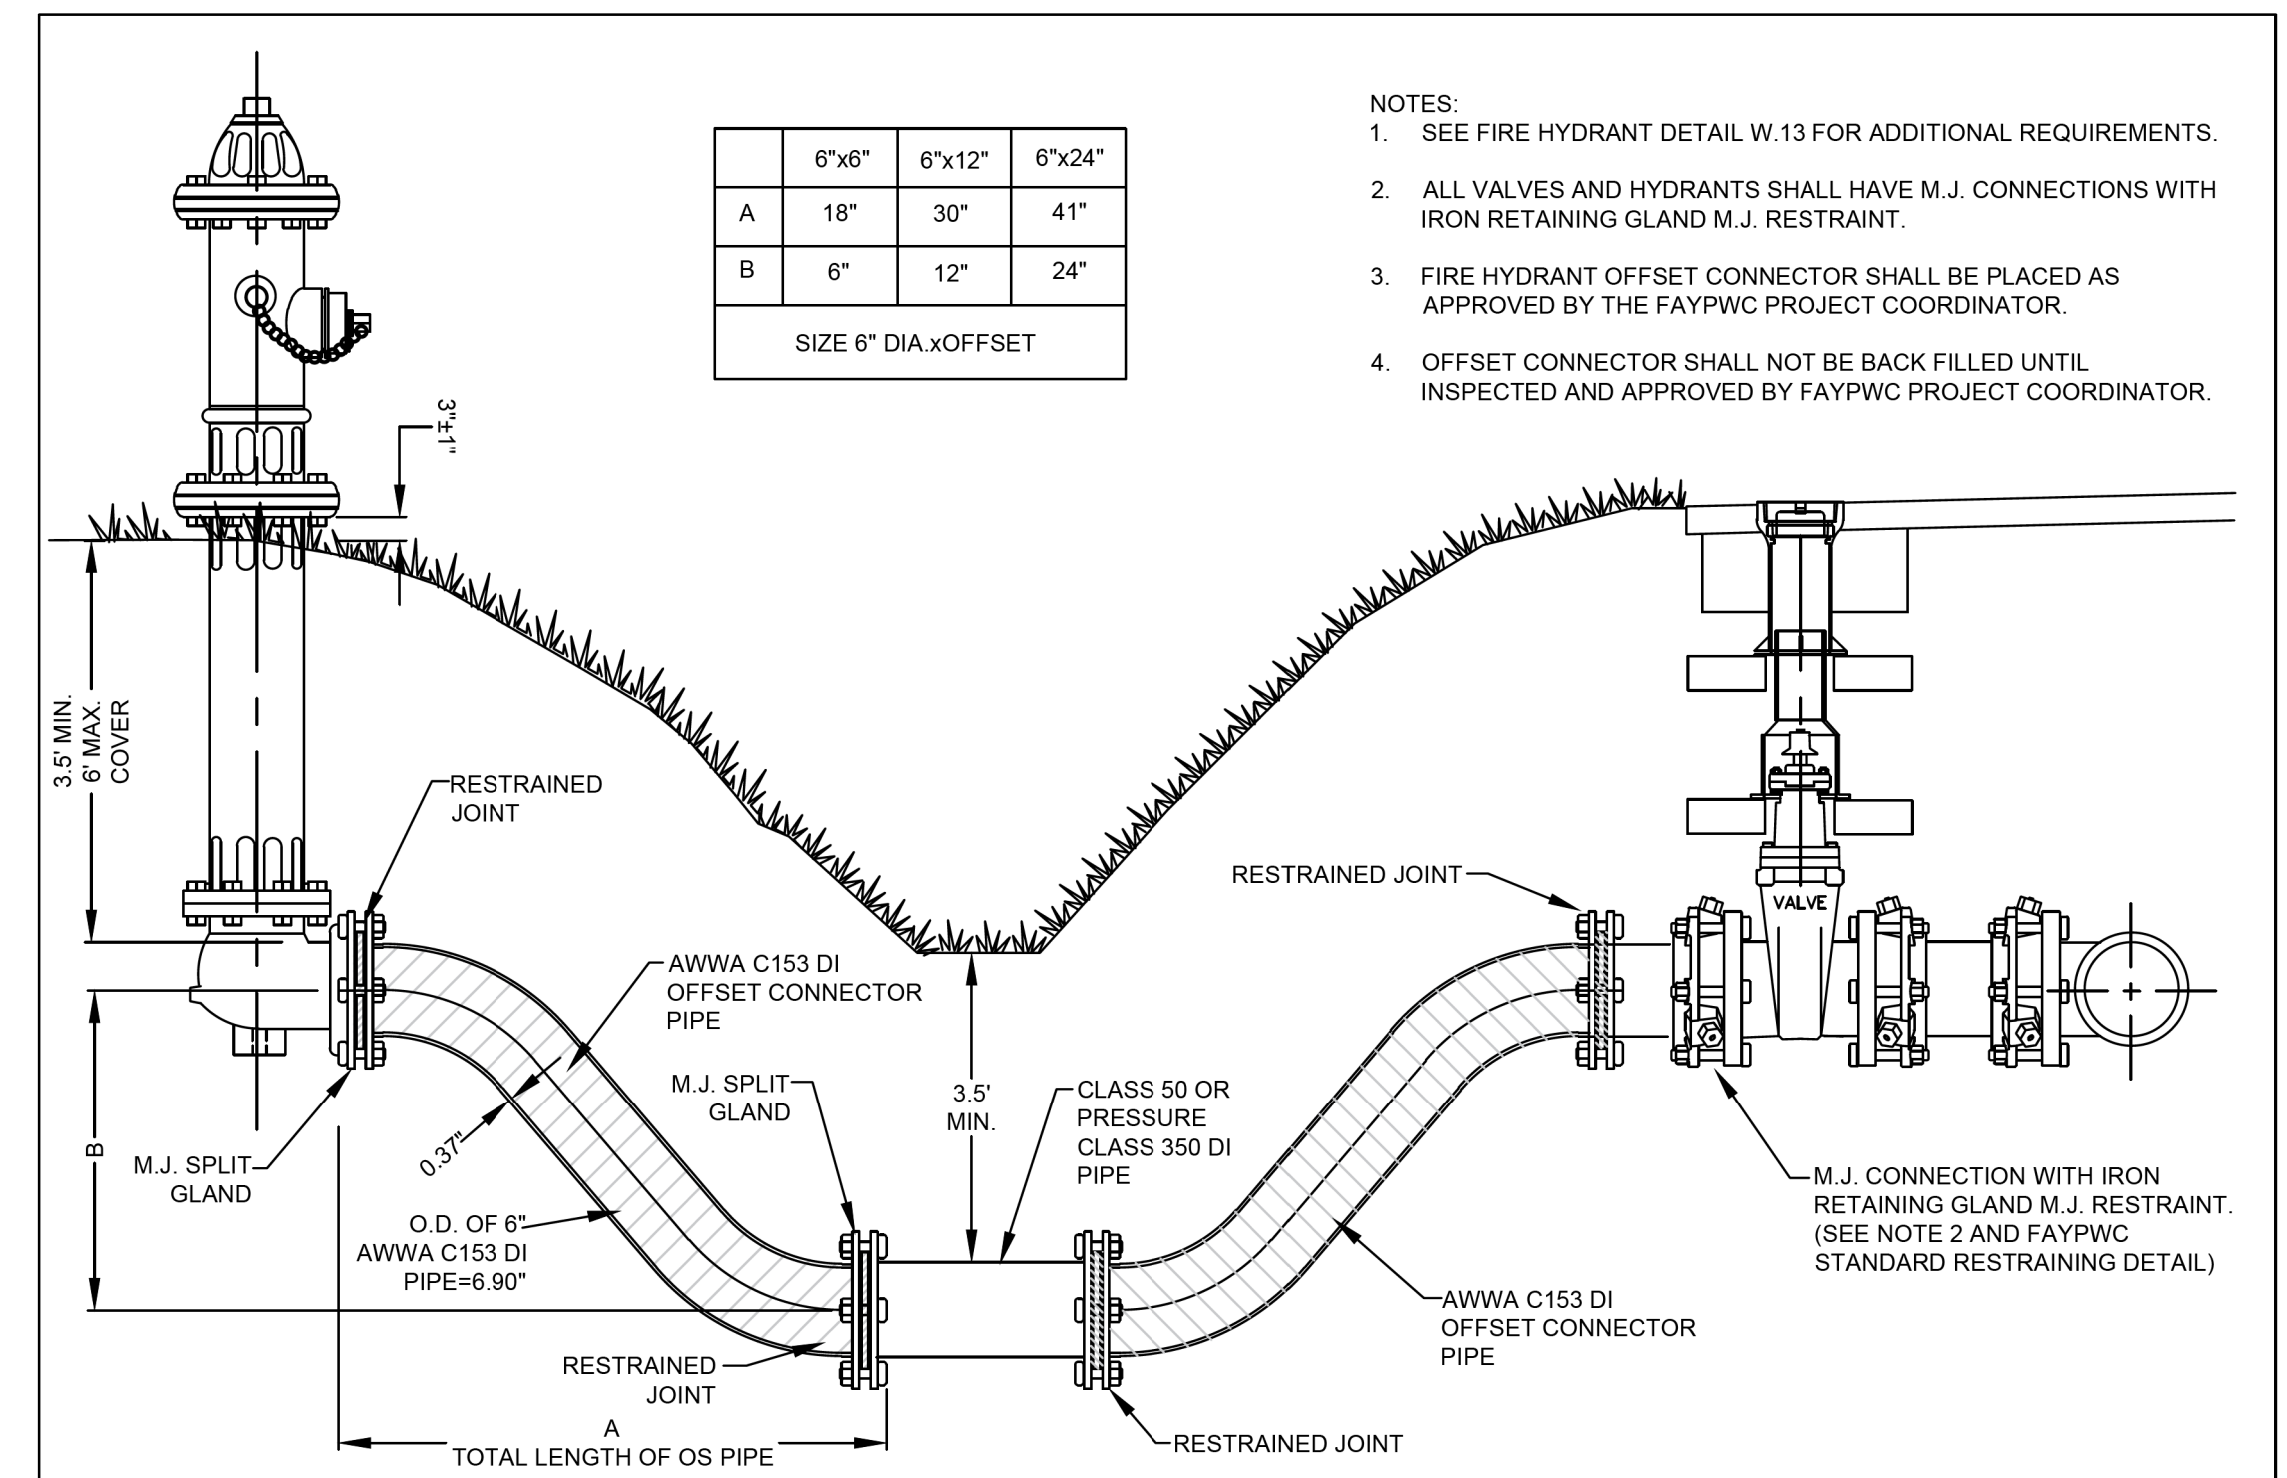 6"x6" 6"x12" 6"x24"
A 18" 30" 41"
B 6" 12" 24"
SIZE 6" DIA.xOFFSET
NOTES:
1. SEE FIRE HYDRANT DETAIL W.13 FOR ADDITIONAL REQUIREMENTS.
2. ALL VALVES AND HYDRANTS SHALL HAVE M.J. CONNECTIONS WITH
IRON RETAINING GLAND M.J. RESTRAINT.
3. FIRE HYDRANT OFFSET CONNECTOR SHALL BE PLACED AS
APPROVED BY THE FAYPWC PROJECT COORDINATOR.
4. OFFSET CONNECTOR SHALL NOT BE BACK FILLED UNTIL
INSPECTED AND APPROVED BY FAYPWC PROJECT COORDINATOR.
3"±1"
3.5' MIN.
6' MAX.
COVER
RESTRAINED
JOINT
AWWA C153 DI
OFFSET CONNECTOR
PIPE
M.J. SPLIT
GLAND
3.5'
MIN.
CLASS 50 OR
PRESSURE
CLASS 350 DI
PIPE
RESTRAINED JOINT
VALVE
B
0.37"
M.J. SPLIT
GLAND
O.D. OF 6"
AWWA C153 DI
PIPE=6.90"
M.J. CONNECTION WITH IRON
RETAINING GLAND M.J. RESTRAINT.
(SEE NOTE 2 AND FAYPWC
STANDARD RESTRAINING DETAIL)
AWWA C153 DI
OFFSET CONNECTOR
PIPE
RESTRAINED
JOINT
A
TOTAL LENGTH OF OS PIPE
RESTRAINED JOINT